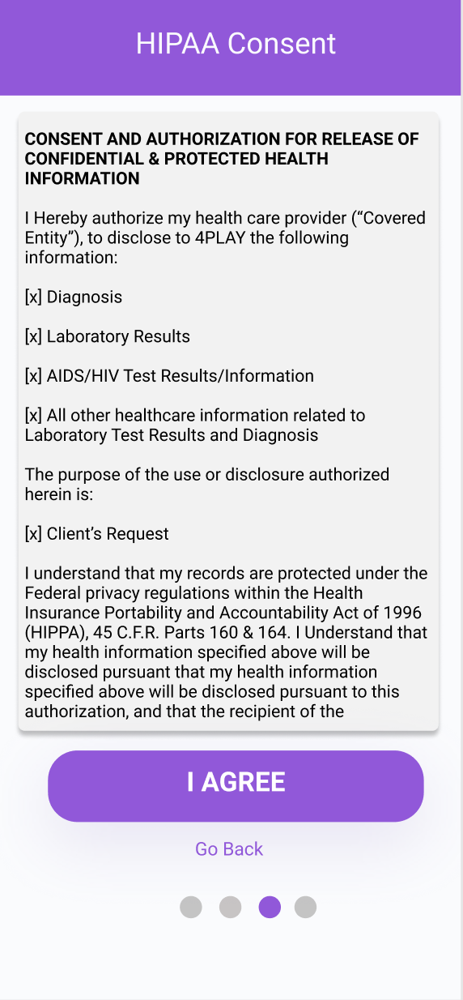 HIPAA Consent
CONSENT AND AUTHORIZATION FOR RELEASE OF
CONFIDENTIAL & PROTECTED HEALTH
INFORMATION
I Hereby authorize my health care provider (“Covered
Entity”), to disclose to 4PLAY the following
information:
[x] Diagnosis
[x] Laboratory Results
[x] AIDS/HIV Test Results/Information
[x] All other healthcare information related to
Laboratory Test Results and Diagnosis
The purpose of the use or disclosure authorized
herein is:
[x] Client’s Request
I understand that my records are protected under the
Federal privacy regulations within the Health
Insurance Portability and Accountability Act of 1996
(HIPPA), 45 C.F.R. Parts 160 & 164. I Understand that
my health information specified above will be
disclosed pursuant that my health information
specified above will be disclosed pursuant to this
authorization, and that the recipient of the
I AGREE
Go Back